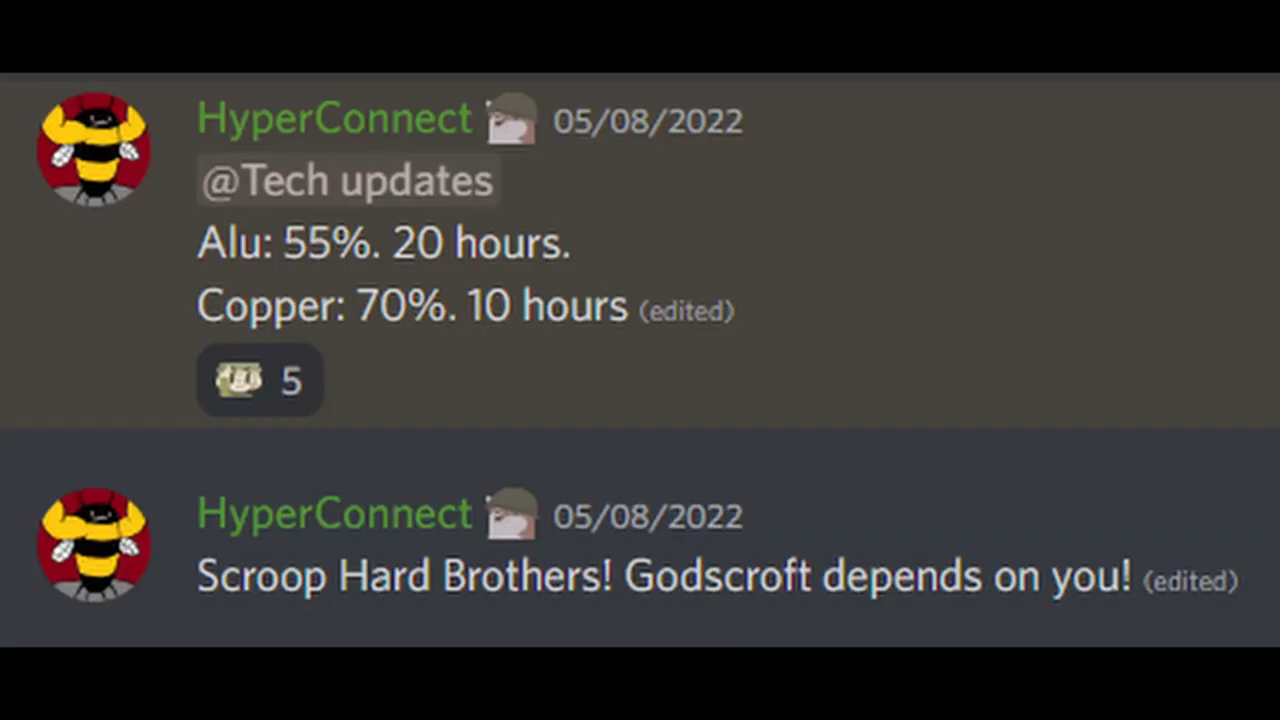 HyperConnect 05/08/2022
@Tech updates
Alu: 55%. 20 hours.
Copper: 70%. 10 hours (edited)
5
HyperConnect 05/08/2022
Scroop Hard Brothers! Godscroft depends on you! (edited)